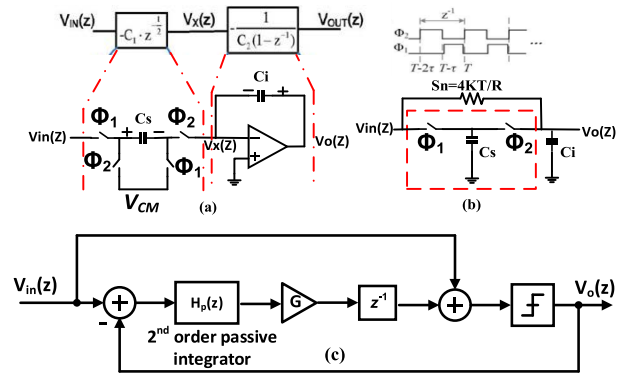 V_IN(z) -C₁·z^{-1/2} V_X(z) -1/(C₂(1-z⁻¹)) V_OUT(z)
z⁻¹
Φ₂
Φ₁
...
T-2τ T-τ T
Sn=4KT/R
Ci
Φ₁ + Cs - Φ₂ - +
Vin(Z) Vx(Z) Vo(Z)
Φ₂ Φ₁ - +
V_CM (a)
Vin(Z) Φ₁ Cs Φ₂ Vo(Z) Ci
(b)
V_in(z) + - H_p(z) G z⁻¹ + V_o(z)
2nd order passive
integrator (c)